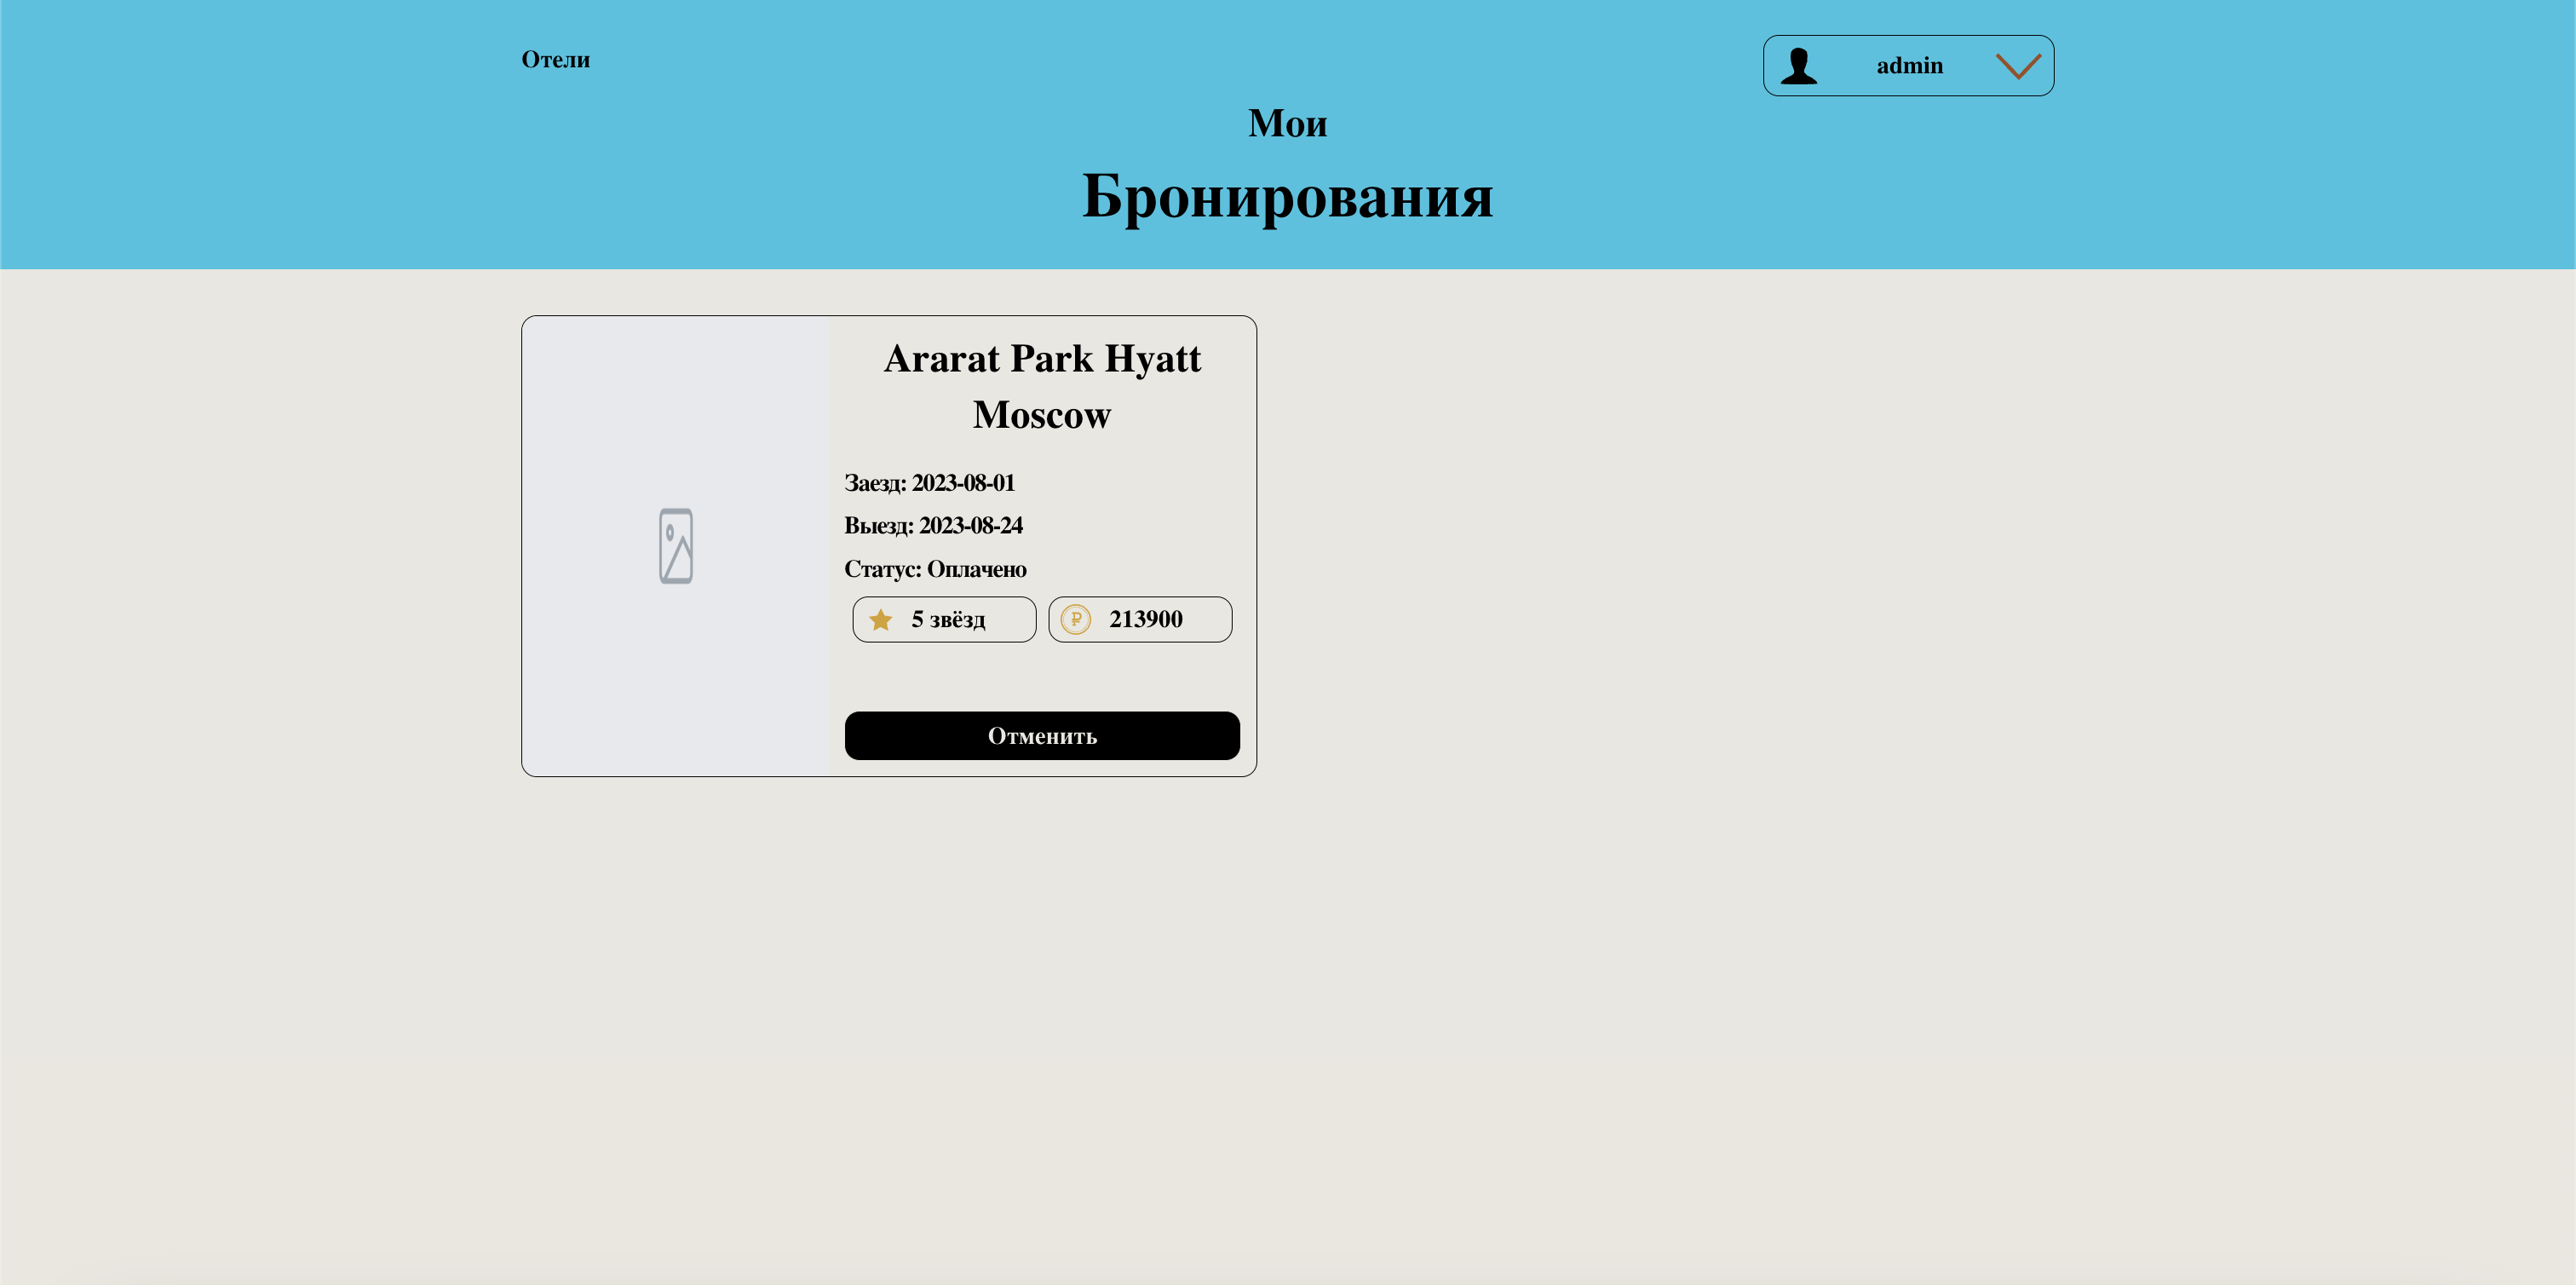 Отели
admin
Мои
Бронирования
Ararat Park Hyatt
Moscow
Заезд: 2023-08-01
Выезд: 2023-08-24
Статус: Оплачено
5 звёзд
₽ 213900
Отменить